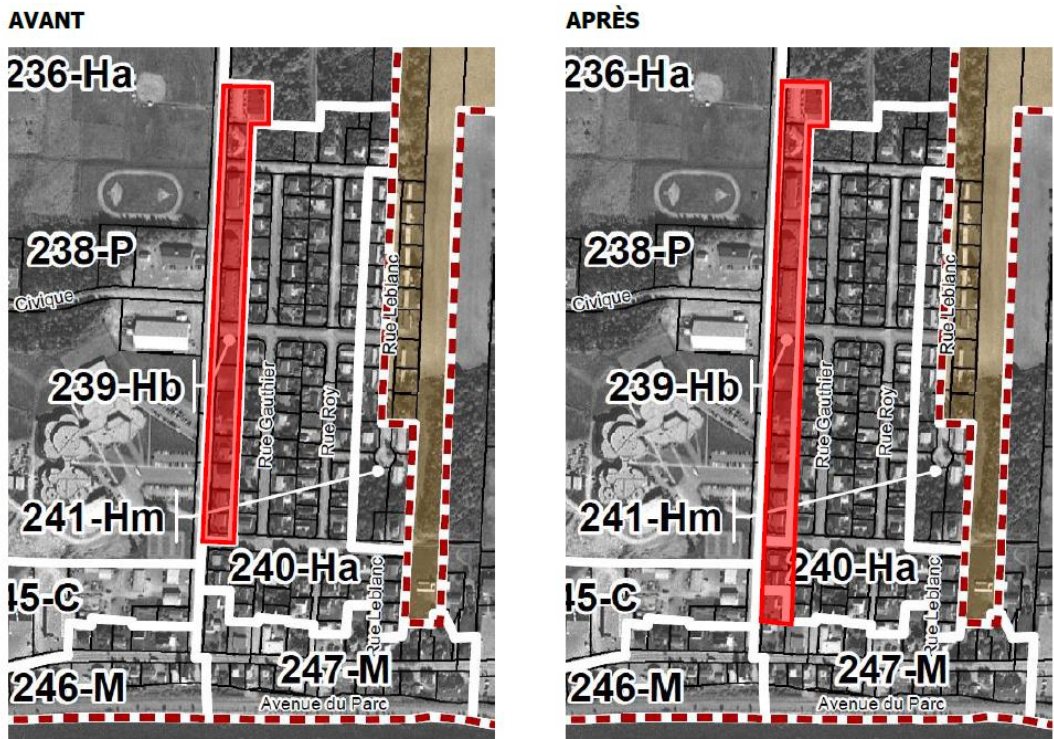 AVANT
236-Ha
238-P
Civique
Rue Leblanc
239-Hb
Rue Gauthier
Rue Roy
241-Hm
240-Ha
45-C
Rue Leblanc
247-M
246-M
Avenue du Parc
APRÈS
236-Ha
238-P
Civique
Rue Leblanc
239-Hb
Rue Gauthier
Rue Roy
241-Hm
240-Ha
45-C
Rue Leblanc
247-M
246-M
Avenue du Parc